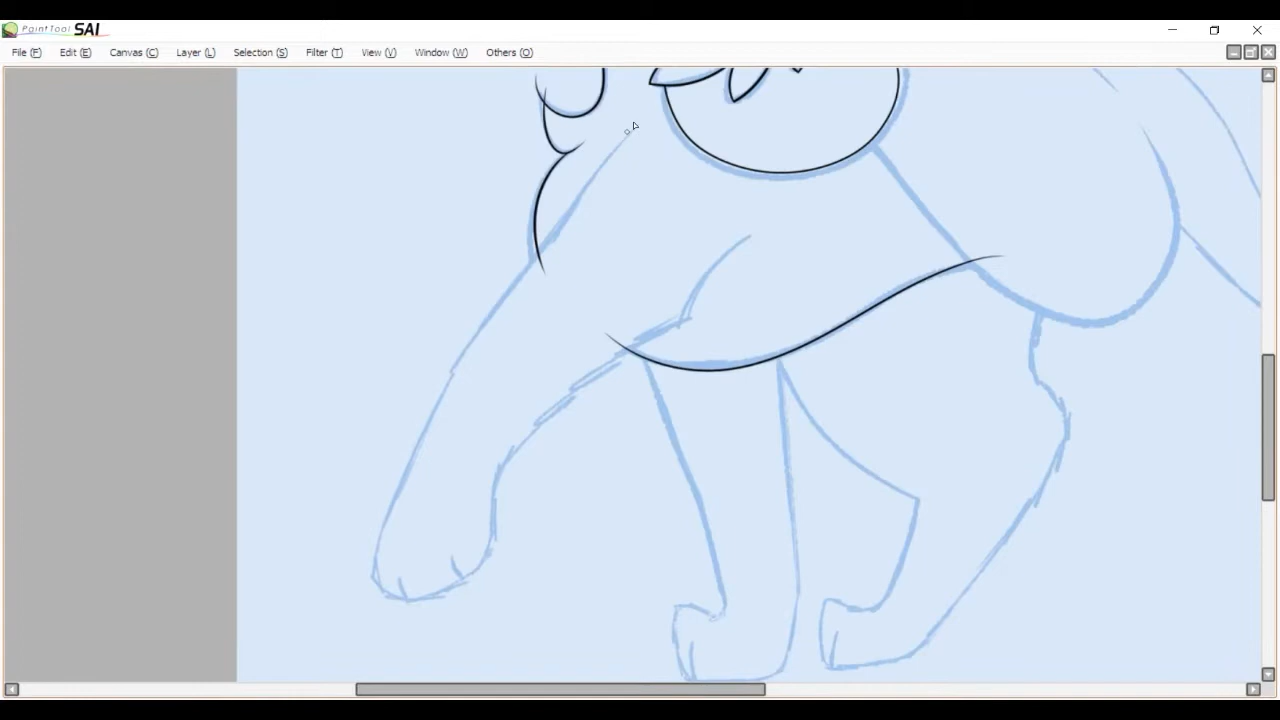 PaintTool SAI
File (F) Edit (E) Canvas (C) Layer (L) Selection (S) Filter (T) View (V) Window (W) Others (O)